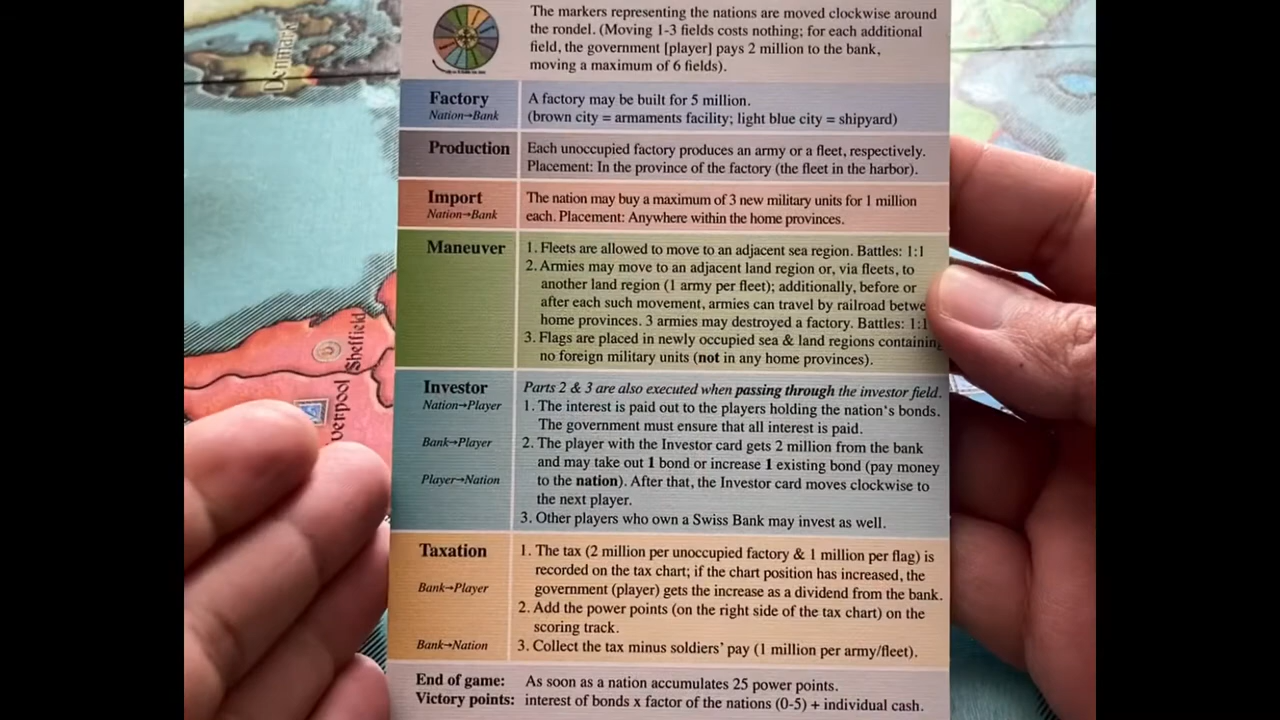 The markers representing the nations are moved clockwise around
the rondel. (Moving 1-3 fields costs nothing; for each additional
field, the government [player] pays 2 million to the bank,
moving a maximum of 6 fields).
Factory
Nation→Bank
A factory may be built for 5 million.
(brown city = armaments facility; light blue city = shipyard)
Production
Each unoccupied factory produces an army or a fleet, respectively.
Placement: In the province of the factory (the fleet in the harbor).
Import
Nation→Bank
The nation may buy a maximum of 3 new military units for 1 million
each. Placement: Anywhere within the home provinces.
Maneuver
1. Fleets are allowed to move to an adjacent sea region. Battles: 1:1
2. Armies may move to an adjacent land region or, via fleets, to
another land region (1 army per fleet); additionally, before or
after each such movement, armies can travel by railroad betwe
home provinces. 3 armies may destroyed a factory. Battles: 1:1
3. Flags are placed in newly occupied sea & land regions containing
no foreign military units (not in any home provinces).
Investor
Nation→Player
Bank→Player
Player→Nation
Parts 2 & 3 are also executed when passing through the investor field.
1. The interest is paid out to the players holding the nation's bonds.
The government must ensure that all interest is paid.
2. The player with the Investor card gets 2 million from the bank
and may take out 1 bond or increase 1 existing bond (pay money
to the nation). After that, the Investor card moves clockwise to
the next player.
3. Other players who own a Swiss Bank may invest as well.
Taxation
Bank→Player
Bank→Nation
1. The tax (2 million per unoccupied factory & 1 million per flag) is
recorded on the tax chart; if the chart position has increased, the
government (player) gets the increase as a dividend from the bank.
2. Add the power points (on the right side of the tax chart) on the
scoring track.
3. Collect the tax minus soldiers' pay (1 million per army/fleet).
End of game: As soon as a nation accumulates 25 power points.
Victory points: interest of bonds x factor of the nations (0-5) + individual cash.
Denmark
Sheffield
verpool